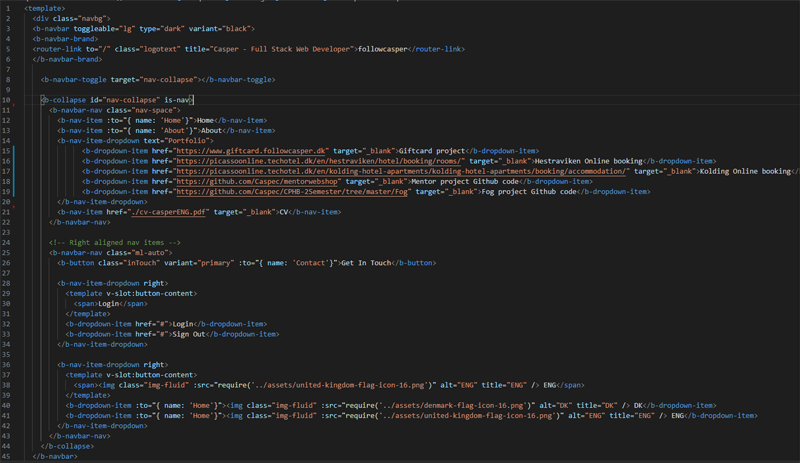 1 <template>
2 <div class="navbg">
3 <b-navbar toggleable="lg" type="dark" variant="black">
4 <b-navbar-brand>
5 <router-link to="/" class="logotext" title="Casper - Full Stack Web Developer">followcasper</router-link>
6 </b-navbar-brand>
7
8 <b-navbar-toggle target="nav-collapse"></b-navbar-toggle>
9
10 <b-collapse id="nav-collapse" is-nav>
11 <b-navbar-nav class="nav-space">
12 <b-nav-item :to="{ name: 'Home'}">Home</b-nav-item>
13 <b-nav-item :to="{ name: 'About'}">About</b-nav-item>
14 <b-nav-item-dropdown text="Portfolio">
15 <b-dropdown-item href="https://www.giftcard.followcasper.dk" target="_blank">Giftcard project</b-dropdown-item>
16 <b-dropdown-item href="https://picassoonline.techotel.dk/en/hestraviken/hotel/booking/rooms/" target="_blank">Hestraviken Online booking</b-dropdown-item>
17 <b-dropdown-item href="https://picassoonline.techotel.dk/en/kolding-hotel-apartments/kolding-hotel-apartments/booking/accommodation/" target="_blank">Kolding Online booking</
18 <b-dropdown-item href="https://github.com/Caspec/mentorwebshop" target="_blank">Mentor project Github code</b-dropdown-item>
19 <b-dropdown-item href="https://github.com/Caspec/CPHB-2Semester/tree/master/Fog" target="_blank">Fog project Github code</b-dropdown-item>
20 </b-nav-item-dropdown>
21 <b-nav-item href="./cv-casperENG.pdf" target="_blank">CV</b-nav-item>
22 </b-navbar-nav>
23
24 <!-- Right aligned nav items -->
25 <b-navbar-nav class="ml-auto">
26 <b-button class="inTouch" variant="primary" :to="{ name: 'Contact'}">Get In Touch</b-button>
27
28 <b-nav-item-dropdown right>
29 <template v-slot:button-content>
30 <span>Login</span>
31 </template>
32 <b-dropdown-item href="#">Login</b-dropdown-item>
33 <b-dropdown-item href="#">Sign Out</b-dropdown-item>
34 </b-nav-item-dropdown>
35
36 <b-nav-item-dropdown right>
37 <template v-slot:button-content>
38 <span><img class="img-fluid" :src="require('../assets/united-kingdom-flag-icon-16.png')" alt="ENG" title="ENG" /> ENG</span>
39 </template>
40 <b-dropdown-item :to="{ name: 'Home'}"><img class="img-fluid" :src="require('../assets/denmark-flag-icon-16.png')" alt="DK" title="DK" /> DK</b-dropdown-item>
41 <b-dropdown-item :to="{ name: 'Home'}"><img class="img-fluid" :src="require('../assets/united-kingdom-flag-icon-16.png')" alt="ENG" title="ENG" /> ENG</b-dropdown-item>
42 </b-nav-item-dropdown>
43 </b-navbar-nav>
44 </b-collapse>
45 </b-navbar>